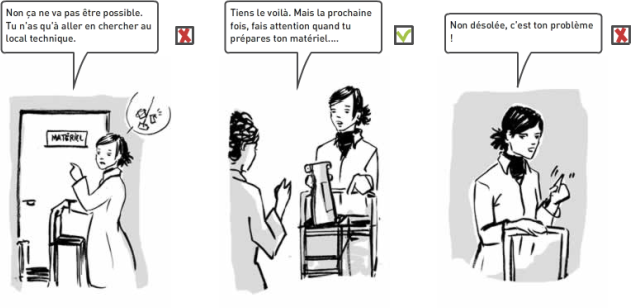 Non ça ne va pas être possible.
Tu n'as qu'à aller en chercher au
local technique.
Tiens le voilà. Mais la prochaine
fois, fais attention quand tu
prépares ton matériel....
Non désolée, c'est ton problème
!
MATÉRIEL